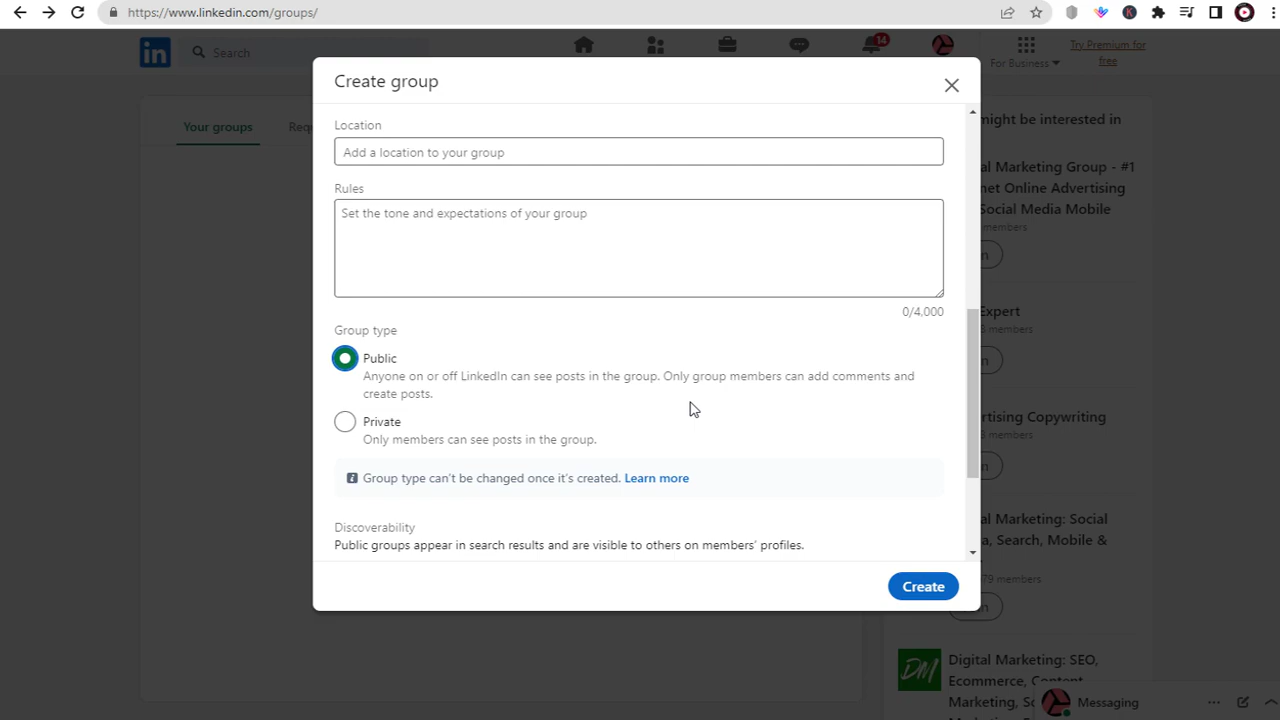 https://www.linkedin.com/groups/
in
Search
14
For Business
Try Premium for
free
Create group
Your groups
Req
Location
Add a location to your group
Rules
Set the tone and expectations of your group
0/4,000
Group type
Public
Anyone on or off LinkedIn can see posts in the group. Only group members can add comments and
create posts.
Private
Only members can see posts in the group.
Group type can't be changed once it's created. Learn more
Discoverability
Public groups appear in search results and are visible to others on members' profiles.
Create
might be interested in
al Marketing Group - #1
net Online Advertising
Social Media Mobile
members
n
Expert
members
n
rtising Copywriting
members
n
al Marketing: Social
a, Search, Mobile &
79 members
n
DM
Digital Marketing: SEO,
Ecommerce, Content
Marketing, So
Messaging